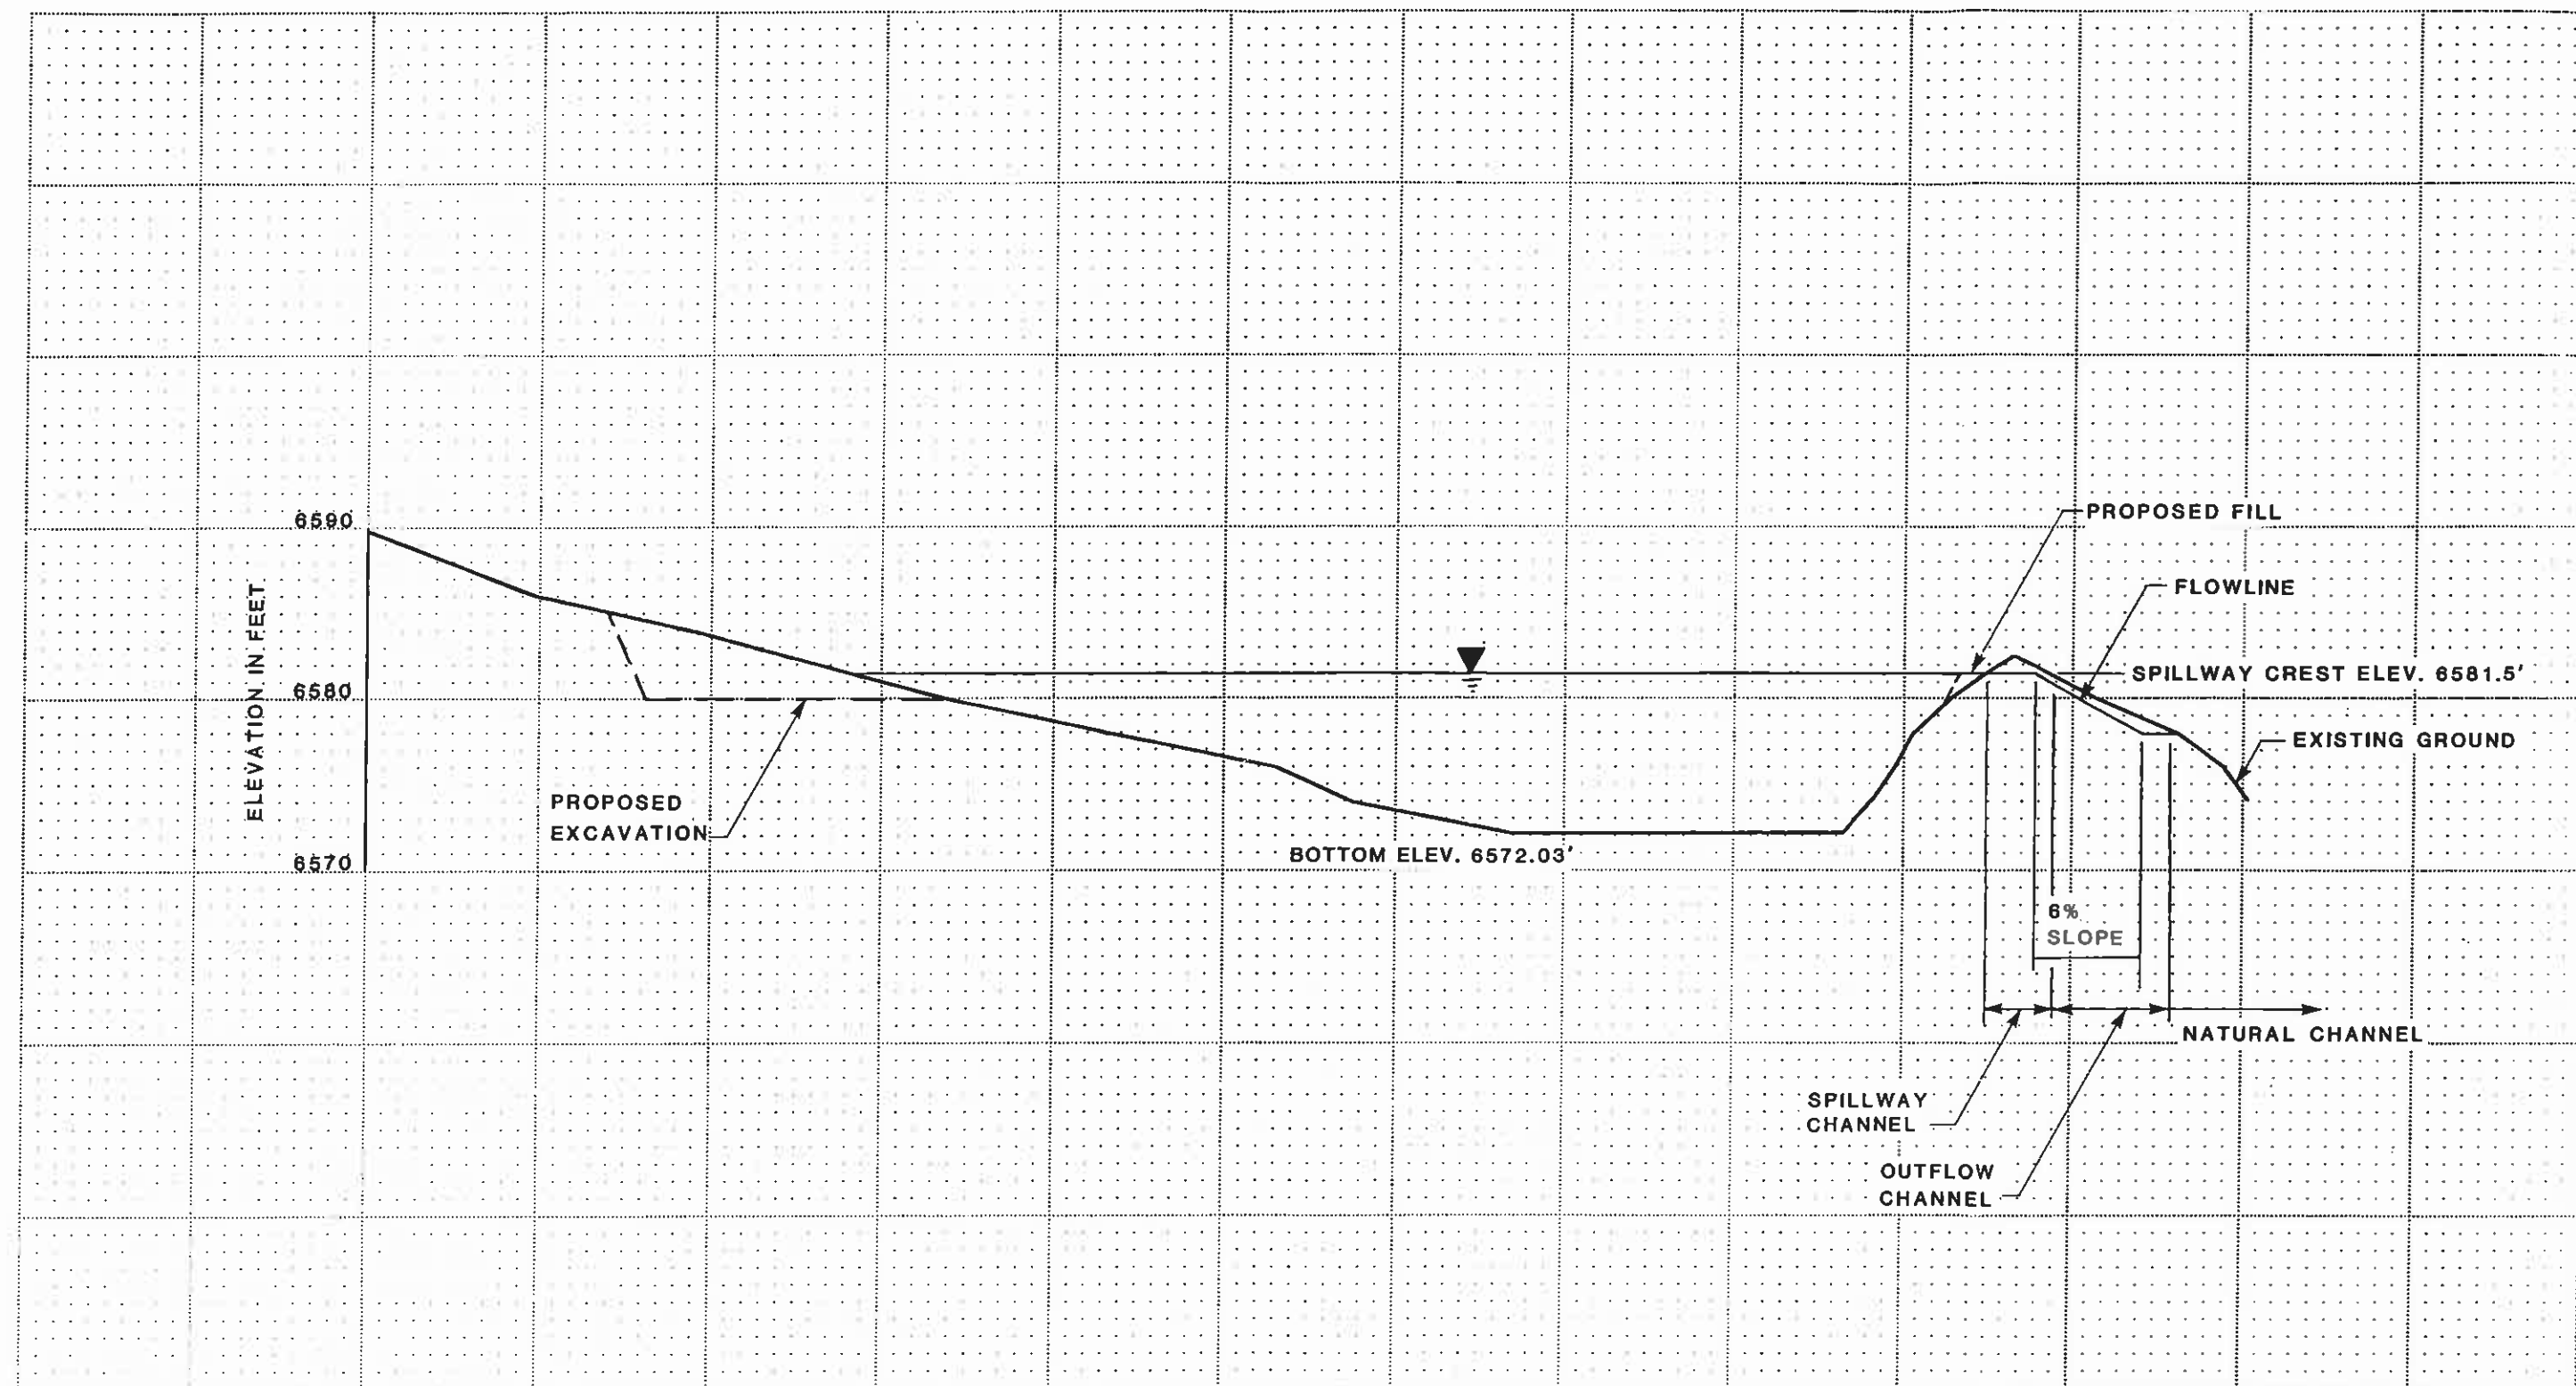 6590
PROPOSED FILL
FLOWLINE
ELEVATION IN FEET
SPILLWAY CREST ELEV. 6581.5'
6580
EXISTING GROUND
PROPOSED
EXCAVATION
BOTTOM ELEV. 6572.03'
6570
6%
SLOPE
NATURAL CHANNEL
SPILLWAY
CHANNEL
OUTFLOW
CHANNEL